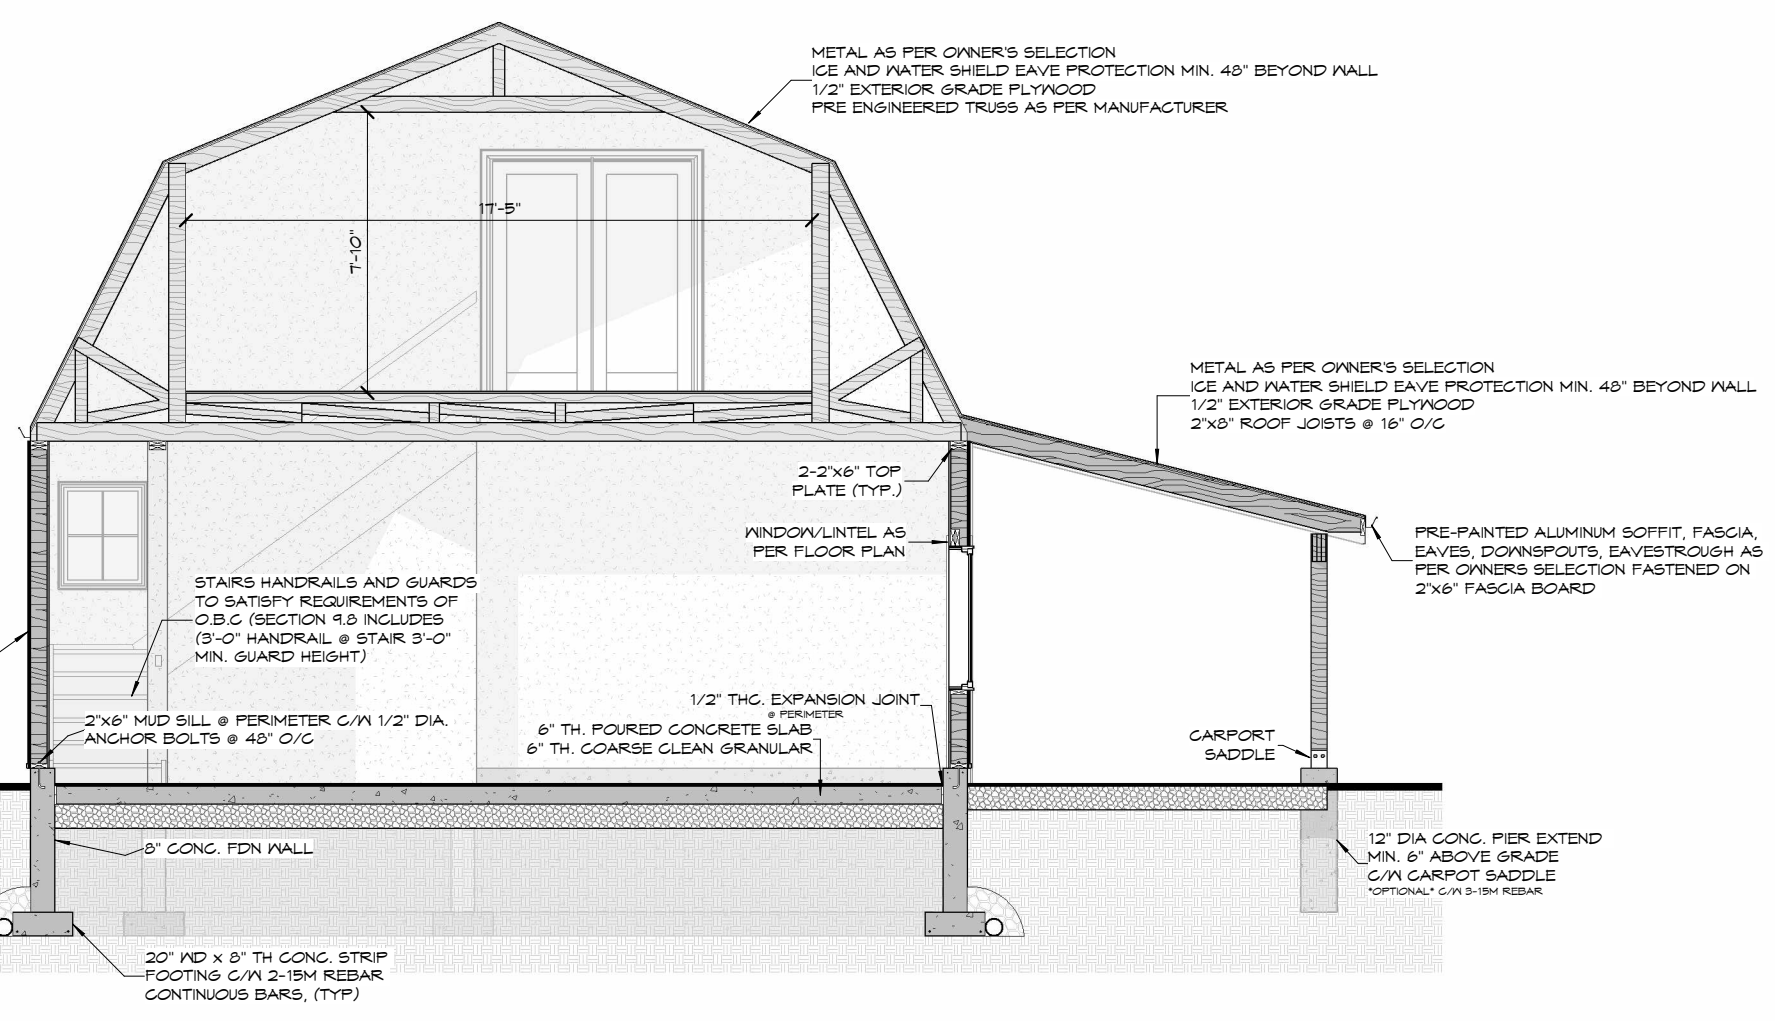 METAL AS PER OWNER'S SELECTION
ICE AND WATER SHIELD EAVE PROTECTION MIN. 48" BEYOND WALL
1/2" EXTERIOR GRADE PLYWOOD
PRE ENGINEERED TRUSS AS PER MANUFACTURER
17'-5"
7'-10"
METAL AS PER OWNER'S SELECTION
ICE AND WATER SHIELD EAVE PROTECTION MIN. 48" BEYOND WALL
1/2" EXTERIOR GRADE PLYWOOD
2"x8" ROOF JOISTS @ 16" O/C
2-2"x6" TOP
PLATE (TYP.)
WINDOW/LINTEL AS
PER FLOOR PLAN
PRE-PAINTED ALUMINUM SOFFIT, FASCIA,
EAVES, DOWNSPOUTS, EAVESTROUGH AS
PER OWNERS SELECTION FASTENED ON
2"x6" FASCIA BOARD
STAIRS HANDRAILS AND GUARDS
TO SATISFY REQUIREMENTS OF
O.B.C (SECTION 9.8 INCLUDES
(3'-0" HANDRAIL @ STAIR 3'-0"
MIN. GUARD HEIGHT)
2"x6" MUD SILL @ PERIMETER C/W 1/2" DIA.
ANCHOR BOLTS @ 48" O/C
1/2" THC. EXPANSION JOINT
@ PERIMETER
6" TH. POURED CONCRETE SLAB
6" TH. COARSE CLEAN GRANULAR
CARPORT
SADDLE
8" CONC. FDN WALL
12" DIA CONC. PIER EXTEND
MIN. 6" ABOVE GRADE
C/W CARPOT SADDLE
*OPTIONAL* C/W 3-15M REBAR
20" WD x 8" TH CONC. STRIP
FOOTING C/W 2-15M REBAR
CONTINUOUS BARS, (TYP)